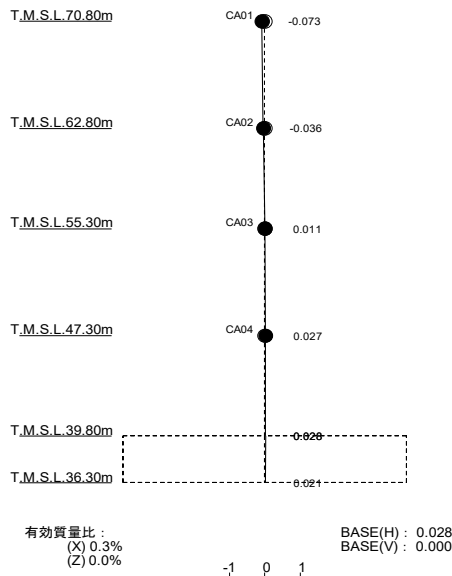 T.M.S.L.70.80m CA01 -0.073
T.M.S.L.62.80m CA02 -0.036
T.M.S.L.55.30m CA03 0.011
T.M.S.L.47.30m CA04 0.027
T.M.S.L.39.80m
T.M.S.L.36.30m 0.021
有効質量比 : BASE(H) : 0.028
(X) 0.3% BASE(V) : 0.000
(Z) 0.0%
-1 0 1